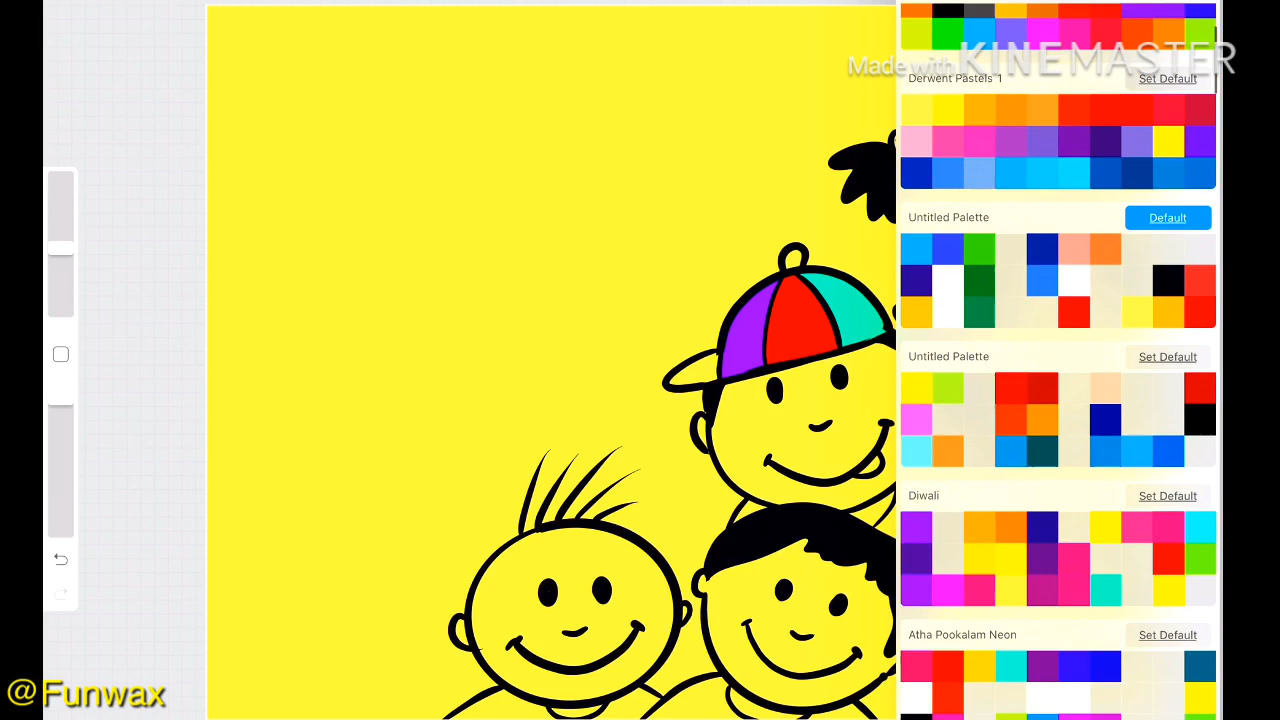 Made with KINEMASTER
Derwent Pastels 1 Set Default
Untitled Palette Default
Untitled Palette Set Default
Diwali Set Default
Atha Pookalam Neon Set Default
@Funwax